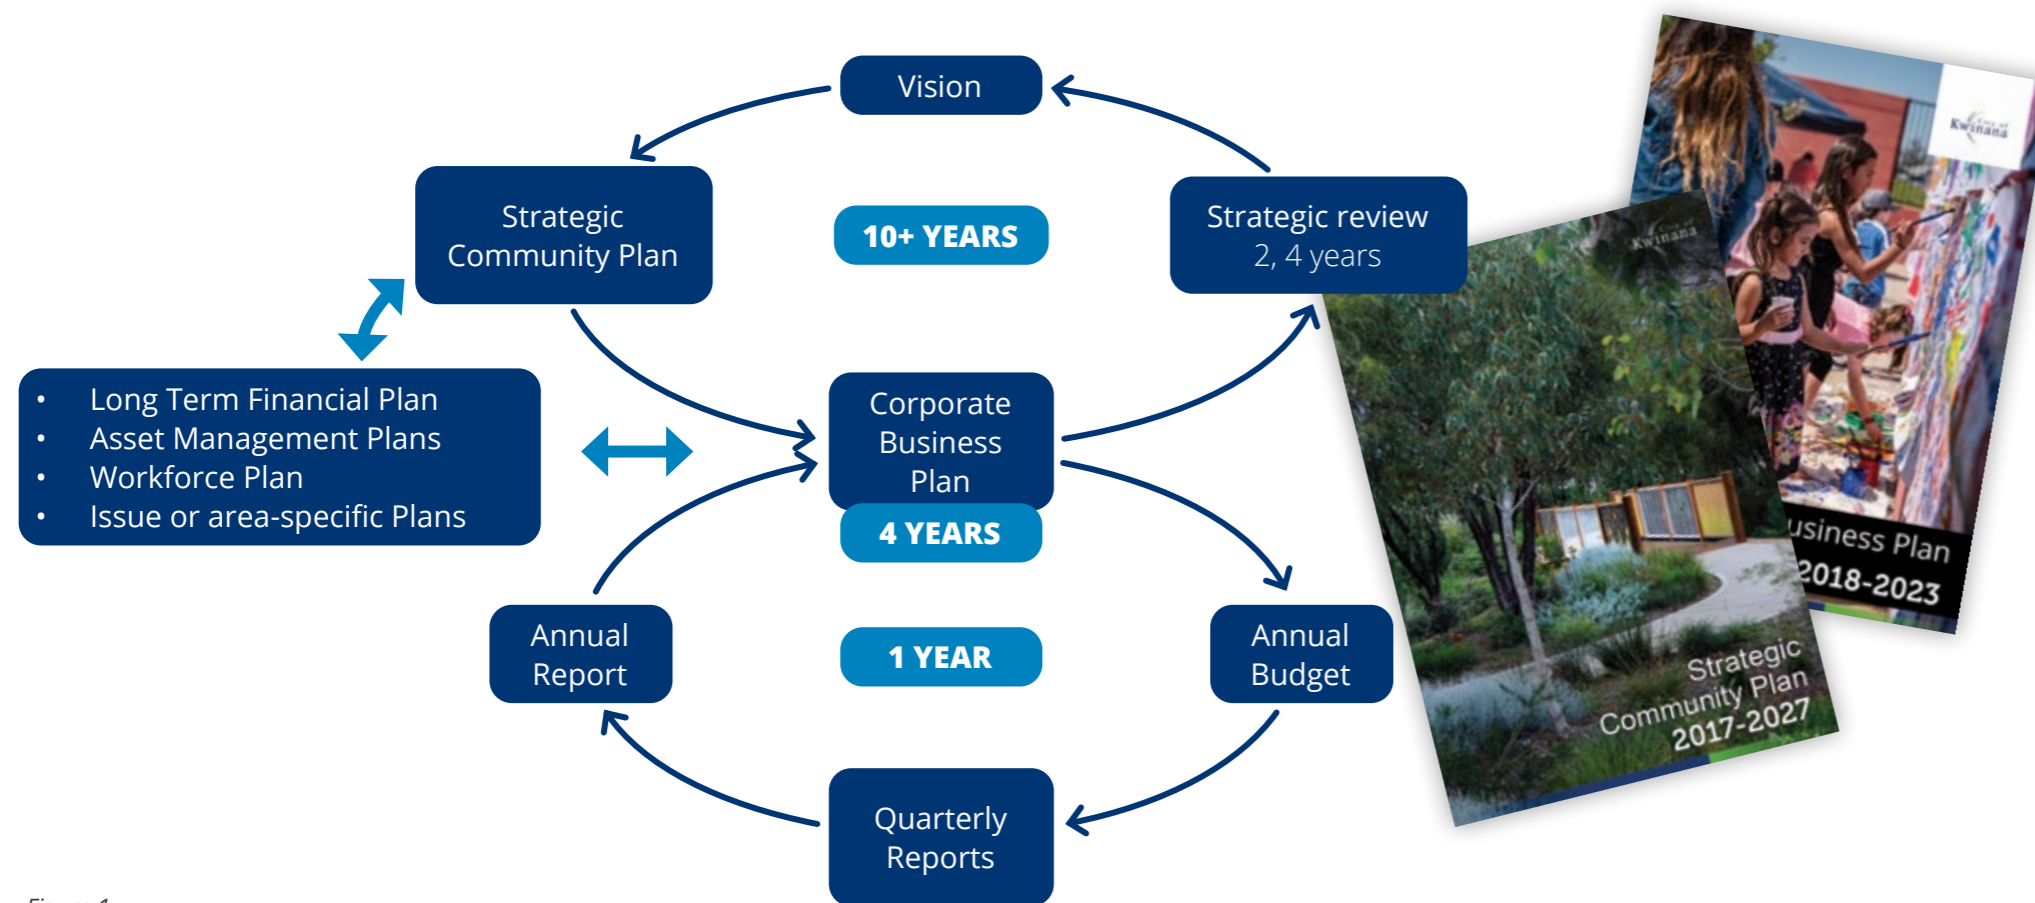 Vision
Strategic
Community Plan
10+ YEARS
Strategic review
2, 4 years
• Long Term Financial Plan
• Asset Management Plans
• Workforce Plan
• Issue or area-specific Plans
Corporate
Business
Plan
4 YEARS
Annual
Report
1 YEAR
Annual
Budget
Quarterly
Reports
Kwinana
Kwinana
usiness Plan
2018-2023
Strategic
Community Plan
2017-2027